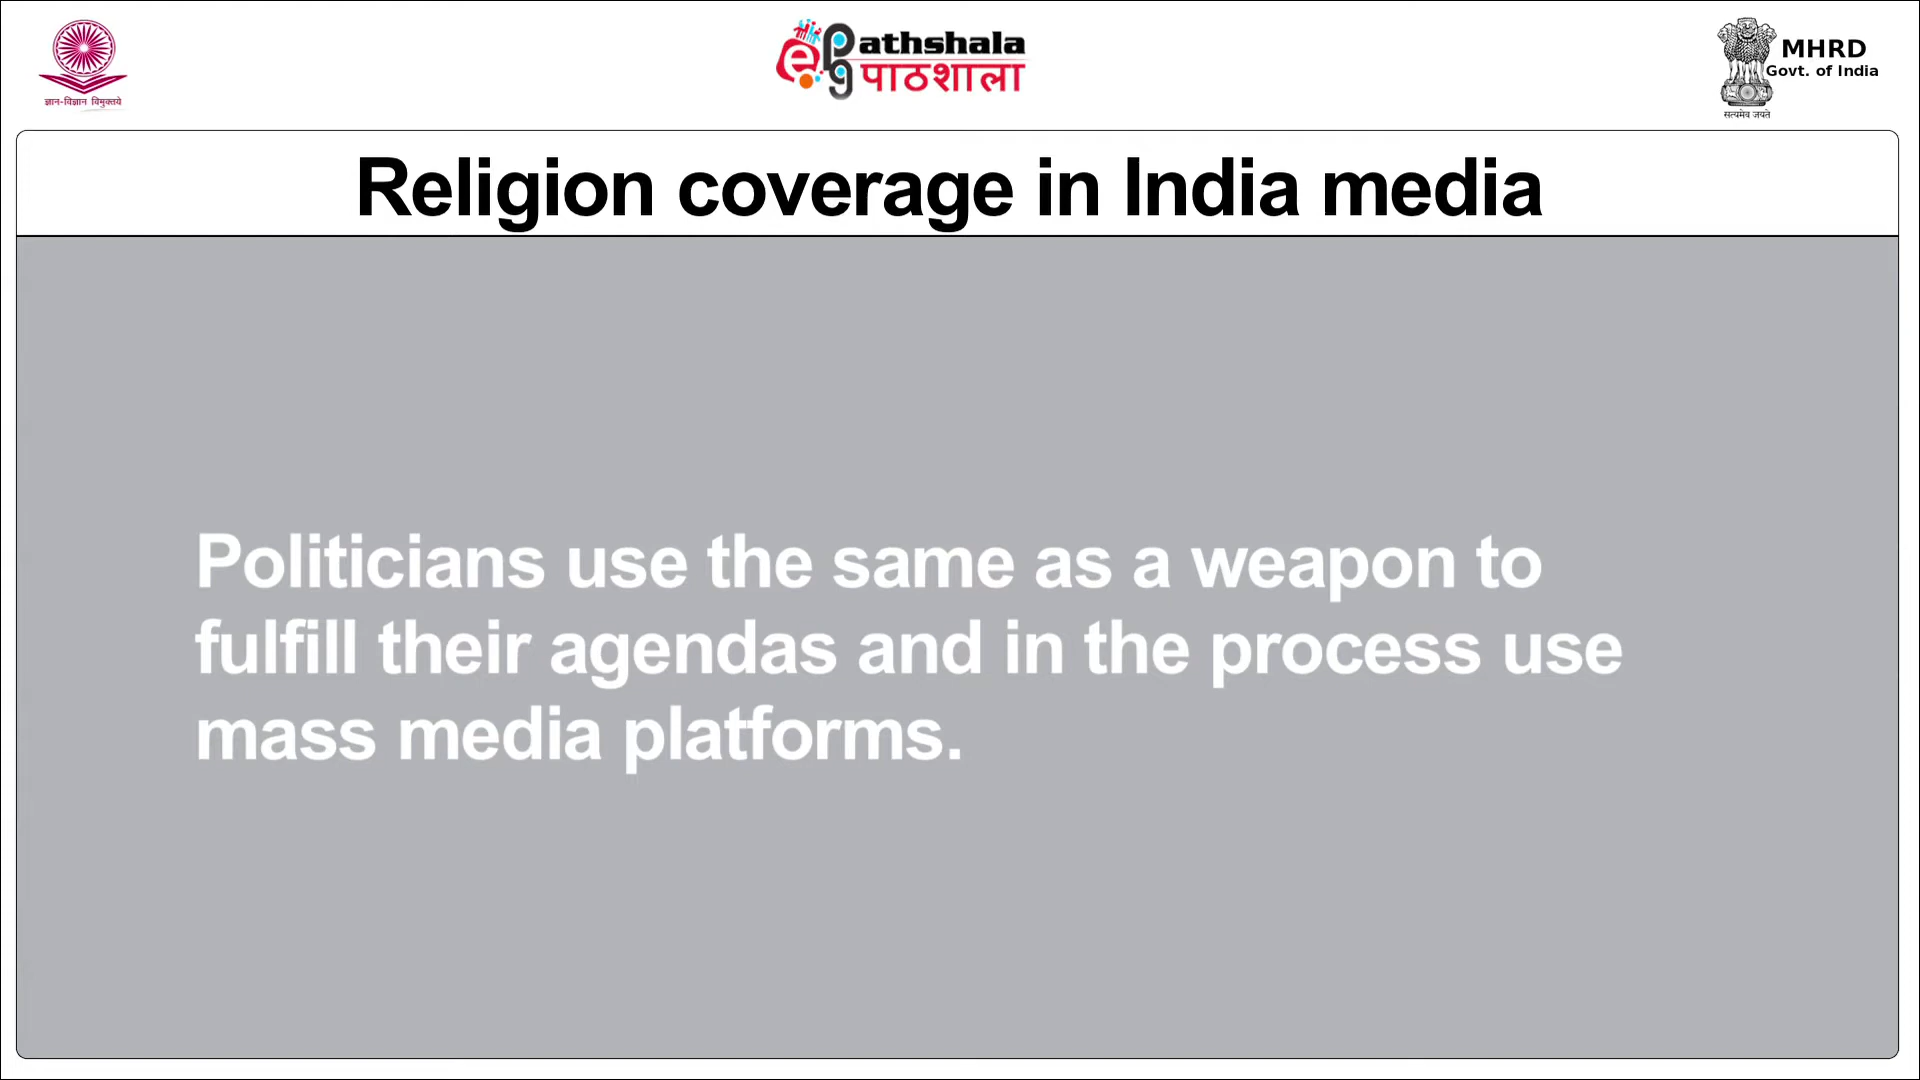 ज्ञान-विज्ञान विमुक्तये
ePGathshala
पाठशाला
MHRD
Govt. of India
सत्यमेव जयते
Religion coverage in India media
Politicians use the same as a weapon to
fulfill their agendas and in the process use
mass media platforms.